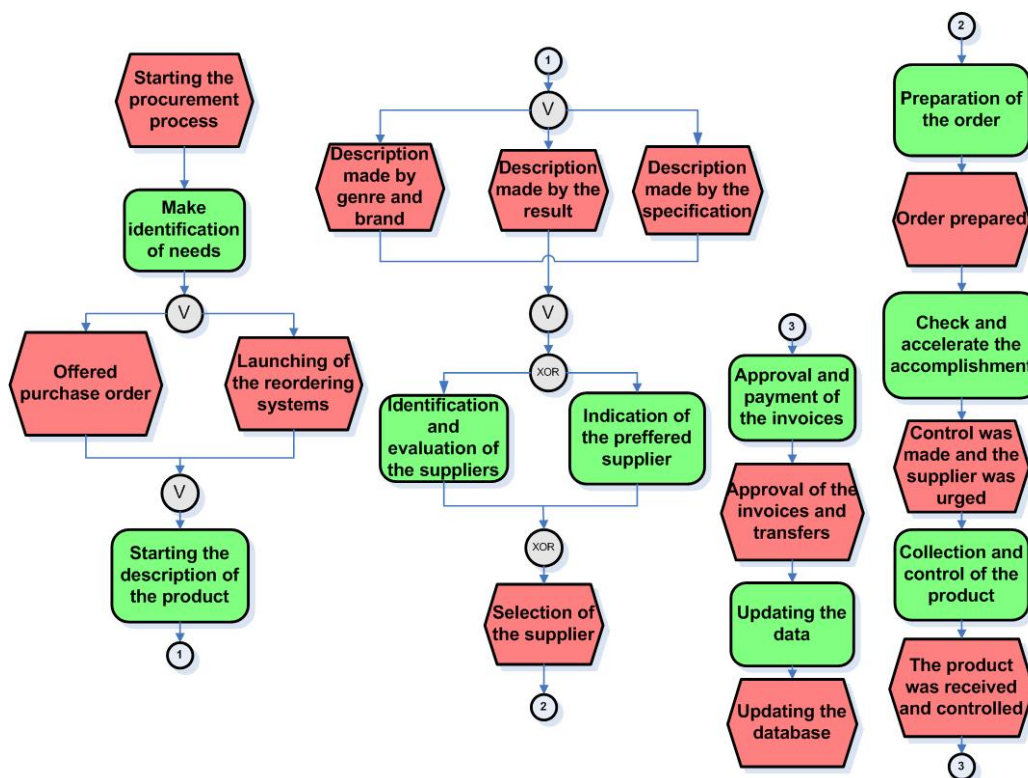 Starting the
procurement
process
Make
identification
of needs
V
Offered
purchase order
Launching of
the reordering
systems
V
Starting the
description of
the product
1
1
V
Description
made by
genre and
brand
Description
made by the
result
Description
made by the
specification
V
XOR
Identification
and
evaluation of
the suppliers
Indication of
the preffered
supplier
XOR
Selection of
the supplier
2
3
Approval and
payment of
the invoices
Approval of the
invoices and
transfers
Updating the
data
Updating the
database
2
Preparation of
the order
Order prepared
Check and
accelerate the
accomplishment
Control was
made and the
supplier was
urged
Collection and
control of the
product
The product
was received
and controlled
3